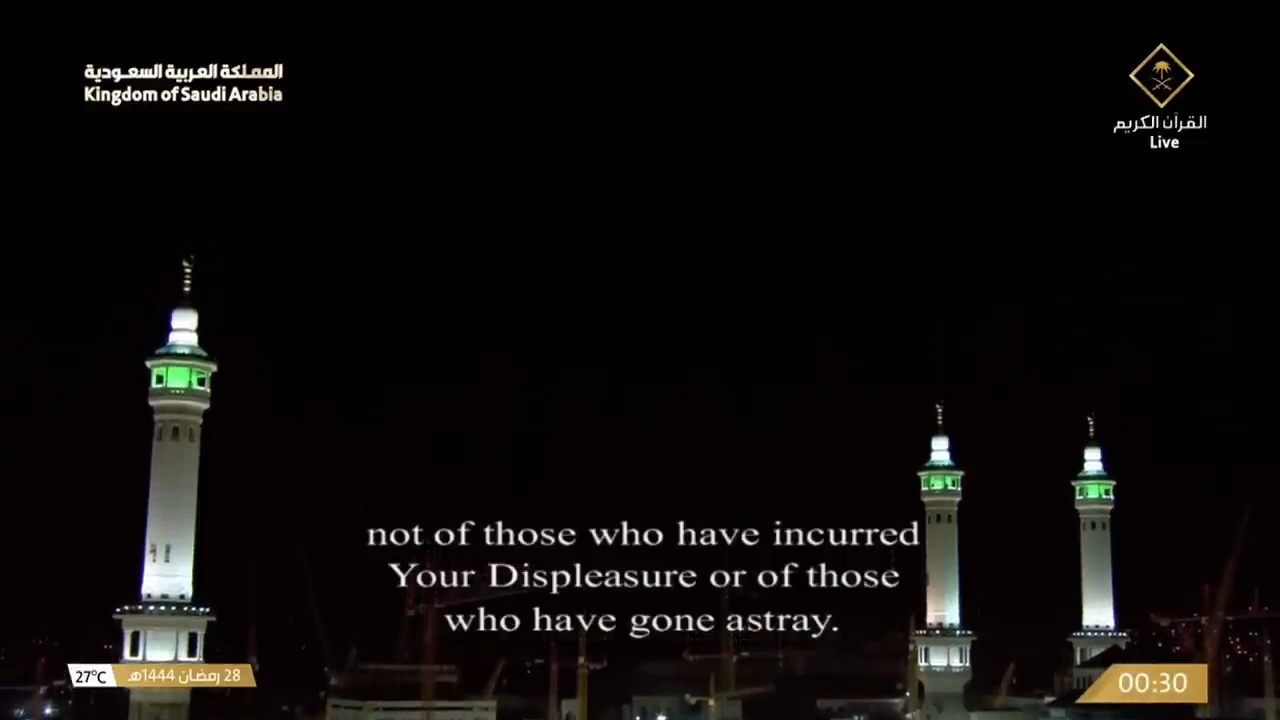 المملكة العربية السعودية
Kingdom of Saudi Arabia
القرآن الكريم
Live
not of those who have incurred
Your Displeasure or of those
who have gone astray.
27°C
28 رمضان 1444هـ
00:30